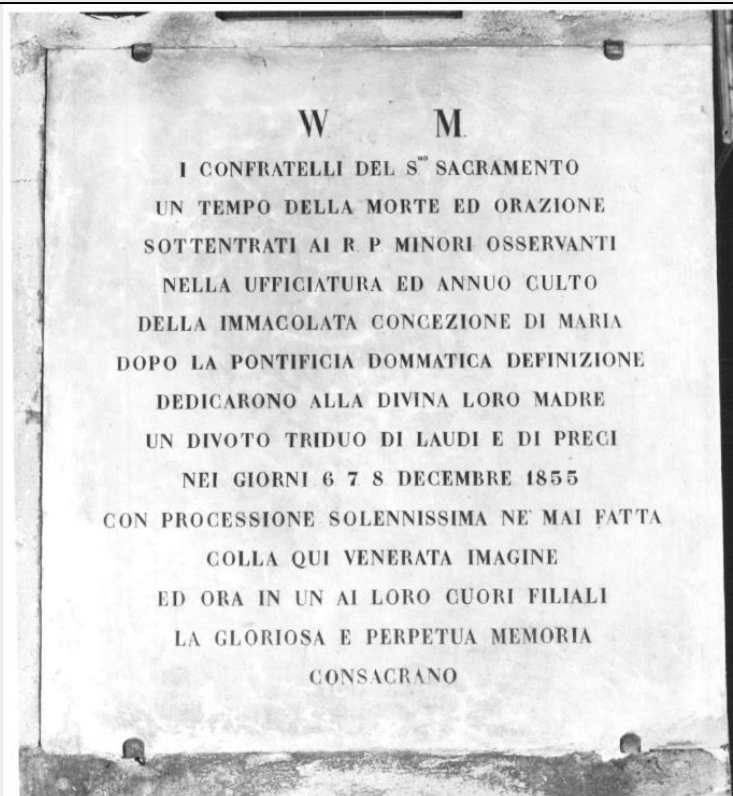 W. M.
I CONFRATELLI DEL S.MO SACRAMENTO
UN TEMPO DELLA MORTE ED ORAZIONE
SOTTENTRATI AI R. P. MINORI OSSERVANTI
NELLA UFFICIATURA ED ANNUO CULTO
DELLA IMMACOLATA CONCEZIONE DI MARIA
DOPO LA PONTIFICIA DOMMATICA DEFINIZIONE
DEDICARONO ALLA DIVINA LORO MADRE
UN DIVOTO TRIDUO DI LAUDI E DI PRECI
NEI GIORNI 6. 7. 8. DECEMBRE 1855
CON PROCESSIONE SOLENNISSIMA NE' MAI FATTA
COLLA QUI VENERATA IMAGINE
ED ORA IN UN AI LORO CUORI FILIALI
LA GLORIOSA E PERPETUA MEMORIA
CONSACRANO